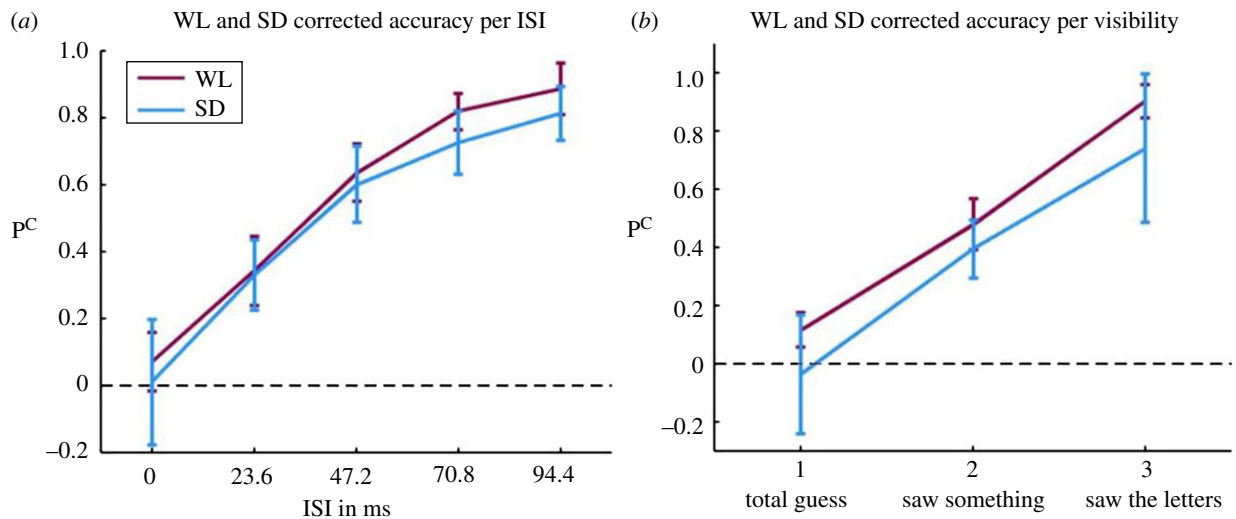 (a) WL and SD corrected accuracy per ISI
1.0
0.8
0.6
0.4
0.2
0
–0.2
P^C
WL
SD
0 23.6 47.2 70.8 94.4
ISI in ms
(b) WL and SD corrected accuracy per visibility
1.0
0.8
0.6
0.4
0.2
0
–0.2
P^C
1 2 3
total guess saw something saw the letters